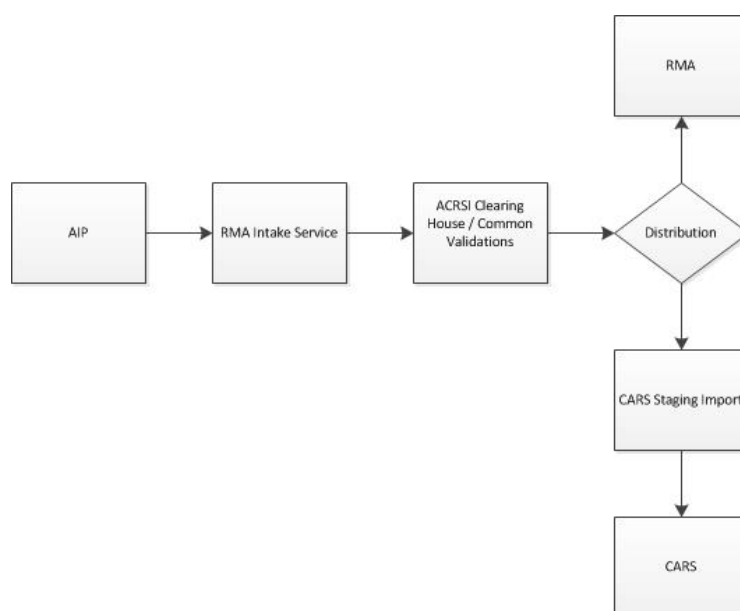 RMA
AIP
RMA Intake Service
ACRSI Clearing
House / Common
Validations
Distribution
CARS Staging Import
CARS